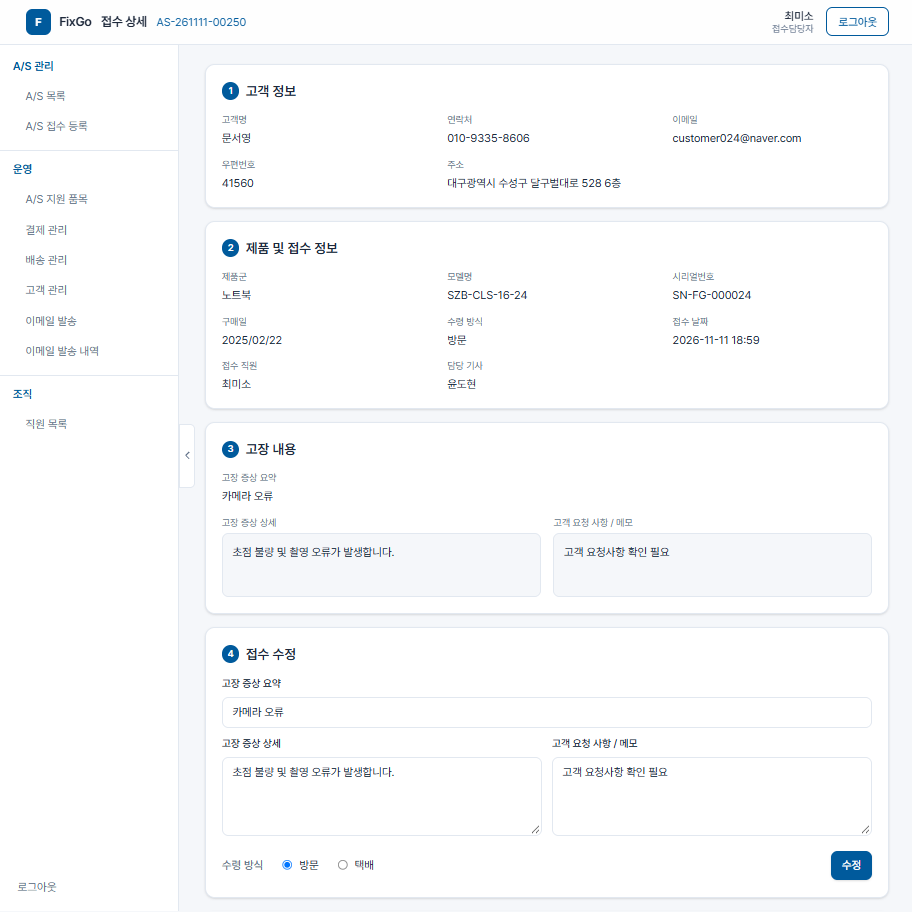 F FixGo 접수 상세 AS-261111-00250
최미소
접수담당자
로그아웃
A/S 관리
A/S 목록
A/S 접수 등록
운영
A/S 지원 품목
결제 관리
배송 관리
고객 관리
이메일 발송
이메일 발송 내역
조직
직원 목록
로그아웃
1 고객 정보
고객명 연락처 이메일
문서영 010-9335-8606 customer024@naver.com
우편번호 주소
41560 대구광역시 수성구 달구벌대로 528 6층
2 제품 및 접수 정보
제품군 모델명 시리얼번호
노트북 SZB-CLS-16-24 SN-FG-000024
구매일 수령 방식 접수 날짜
2025/02/22 방문 2026-11-11 18:59
접수 직원 담당 기사
최미소 윤도현
3 고장 내용
고장 증상 요약
카메라 오류
고장 증상 상세 고객 요청 사항 / 메모
초점 불량 및 촬영 오류가 발생합니다. 고객 요청사항 확인 필요
4 접수 수정
고장 증상 요약
카메라 오류
고장 증상 상세 고객 요청 사항 / 메모
초점 불량 및 촬영 오류가 발생합니다. 고객 요청사항 확인 필요
수령 방식 방문 택배 수정